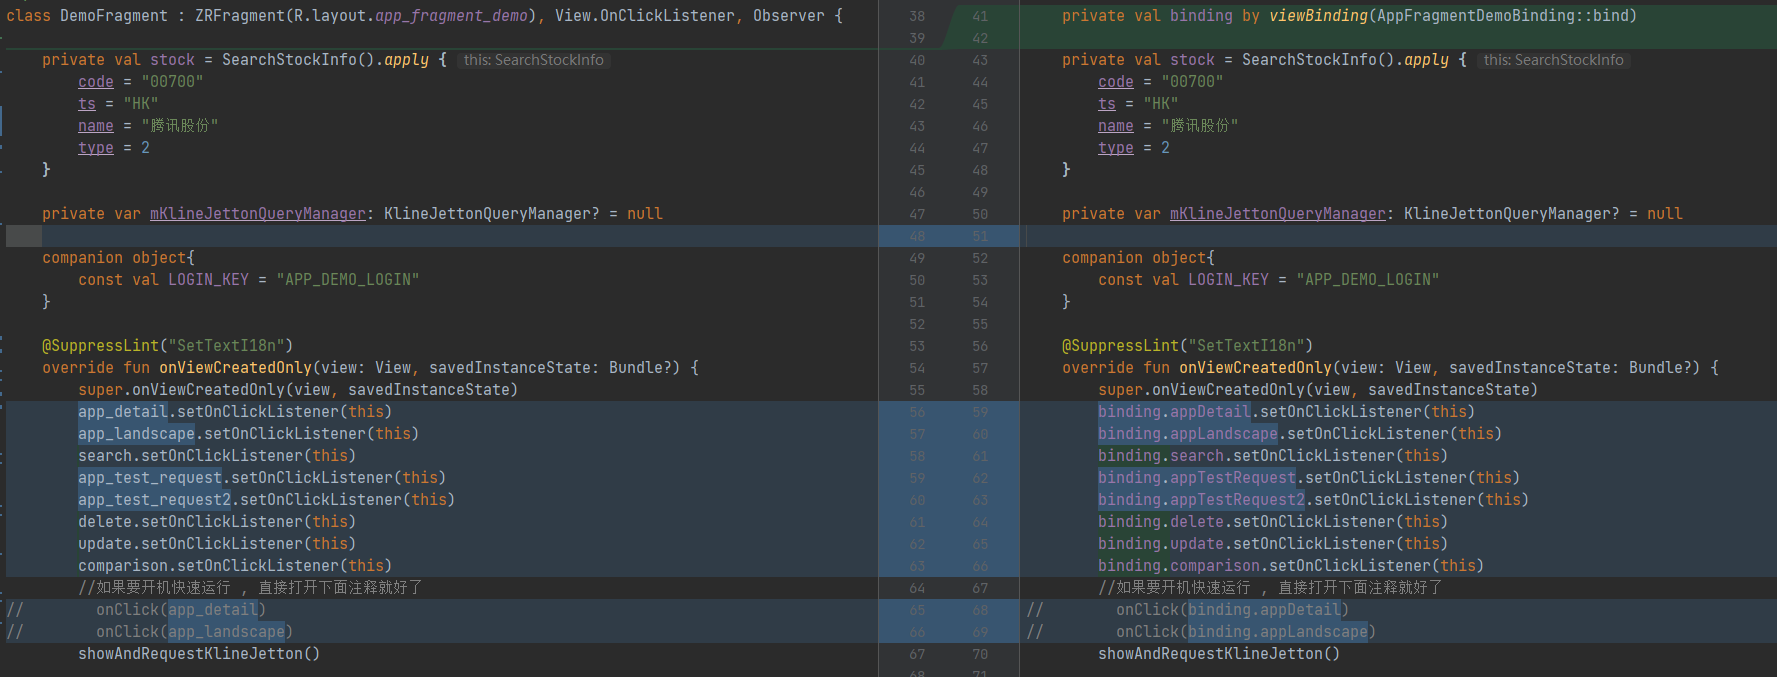 class DemoFragment : ZRFragment(R.layout.app_fragment_demo), View.OnClickListener, Observer {
    private val stock = SearchStockInfo().apply { this: SearchStockInfo
        code = "00700"
        ts = "HK"
        name = "腾讯股份"
        type = 2
    }
    private var mKlineJettonQueryManager: KlineJettonQueryManager? = null
    companion object{
        const val LOGIN_KEY = "APP_DEMO_LOGIN"
    }
    @SuppressLint("SetTextI18n")
    override fun onViewCreatedOnly(view: View, savedInstanceState: Bundle?) {
        super.onViewCreatedOnly(view, savedInstanceState)
        app_detail.setOnClickListener(this)
        app_landscape.setOnClickListener(this)
        search.setOnClickListener(this)
        app_test_request.setOnClickListener(this)
        app_test_request2.setOnClickListener(this)
        delete.setOnClickListener(this)
        update.setOnClickListener(this)
        comparison.setOnClickListener(this)
        //如果要开机快速运行 , 直接打开下面注释就好了
//        onClick(app_detail)
//        onClick(app_landscape)
        showAndRequestKlineJetton()
38 41
39 42
40 43
41 44
42 45
43 46
44 47
45 48
46 49
47 50
48 51
49 52
50 53
51 54
52 55
53 56
54 57
55 58
56 59
57 60
58 61
59 62
60 63
61 64
62 65
63 66
64 67
65 68
66 69
67 70
68 71
    private val binding by viewBinding(AppFragmentDemoBinding::bind)
    private val stock = SearchStockInfo().apply { this: SearchStockInfo
        code = "00700"
        ts = "HK"
        name = "腾讯股份"
        type = 2
    }
    private var mKlineJettonQueryManager: KlineJettonQueryManager? = null
    companion object{
        const val LOGIN_KEY = "APP_DEMO_LOGIN"
    }
    @SuppressLint("SetTextI18n")
    override fun onViewCreatedOnly(view: View, savedInstanceState: Bundle?) {
        super.onViewCreatedOnly(view, savedInstanceState)
        binding.appDetail.setOnClickListener(this)
        binding.appLandscape.setOnClickListener(this)
        binding.search.setOnClickListener(this)
        binding.appTestRequest.setOnClickListener(this)
        binding.appTestRequest2.setOnClickListener(this)
        binding.delete.setOnClickListener(this)
        binding.update.setOnClickListener(this)
        binding.comparison.setOnClickListener(this)
        //如果要开机快速运行 , 直接打开下面注释就好了
//        onClick(binding.appDetail)
//        onClick(binding.appLandscape)
        showAndRequestKlineJetton()